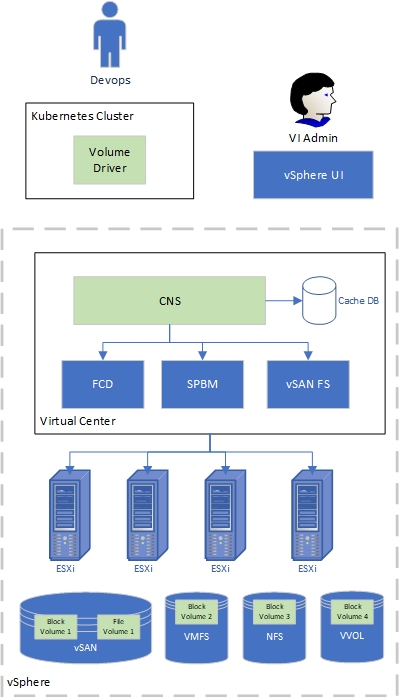 Devops
Kubernetes Cluster
Volume
Driver
VI Admin
vSphere UI
CNS
Cache DB
FCD
SPBM
vSAN FS
Virtual Center
ESXi
ESXi
ESXi
ESXi
Block
Volume 1
File
Volume 1
vSAN
Block
Volume 2
VMFS
Block
Volume 3
NFS
Block
Volume 4
VVOL
vSphere